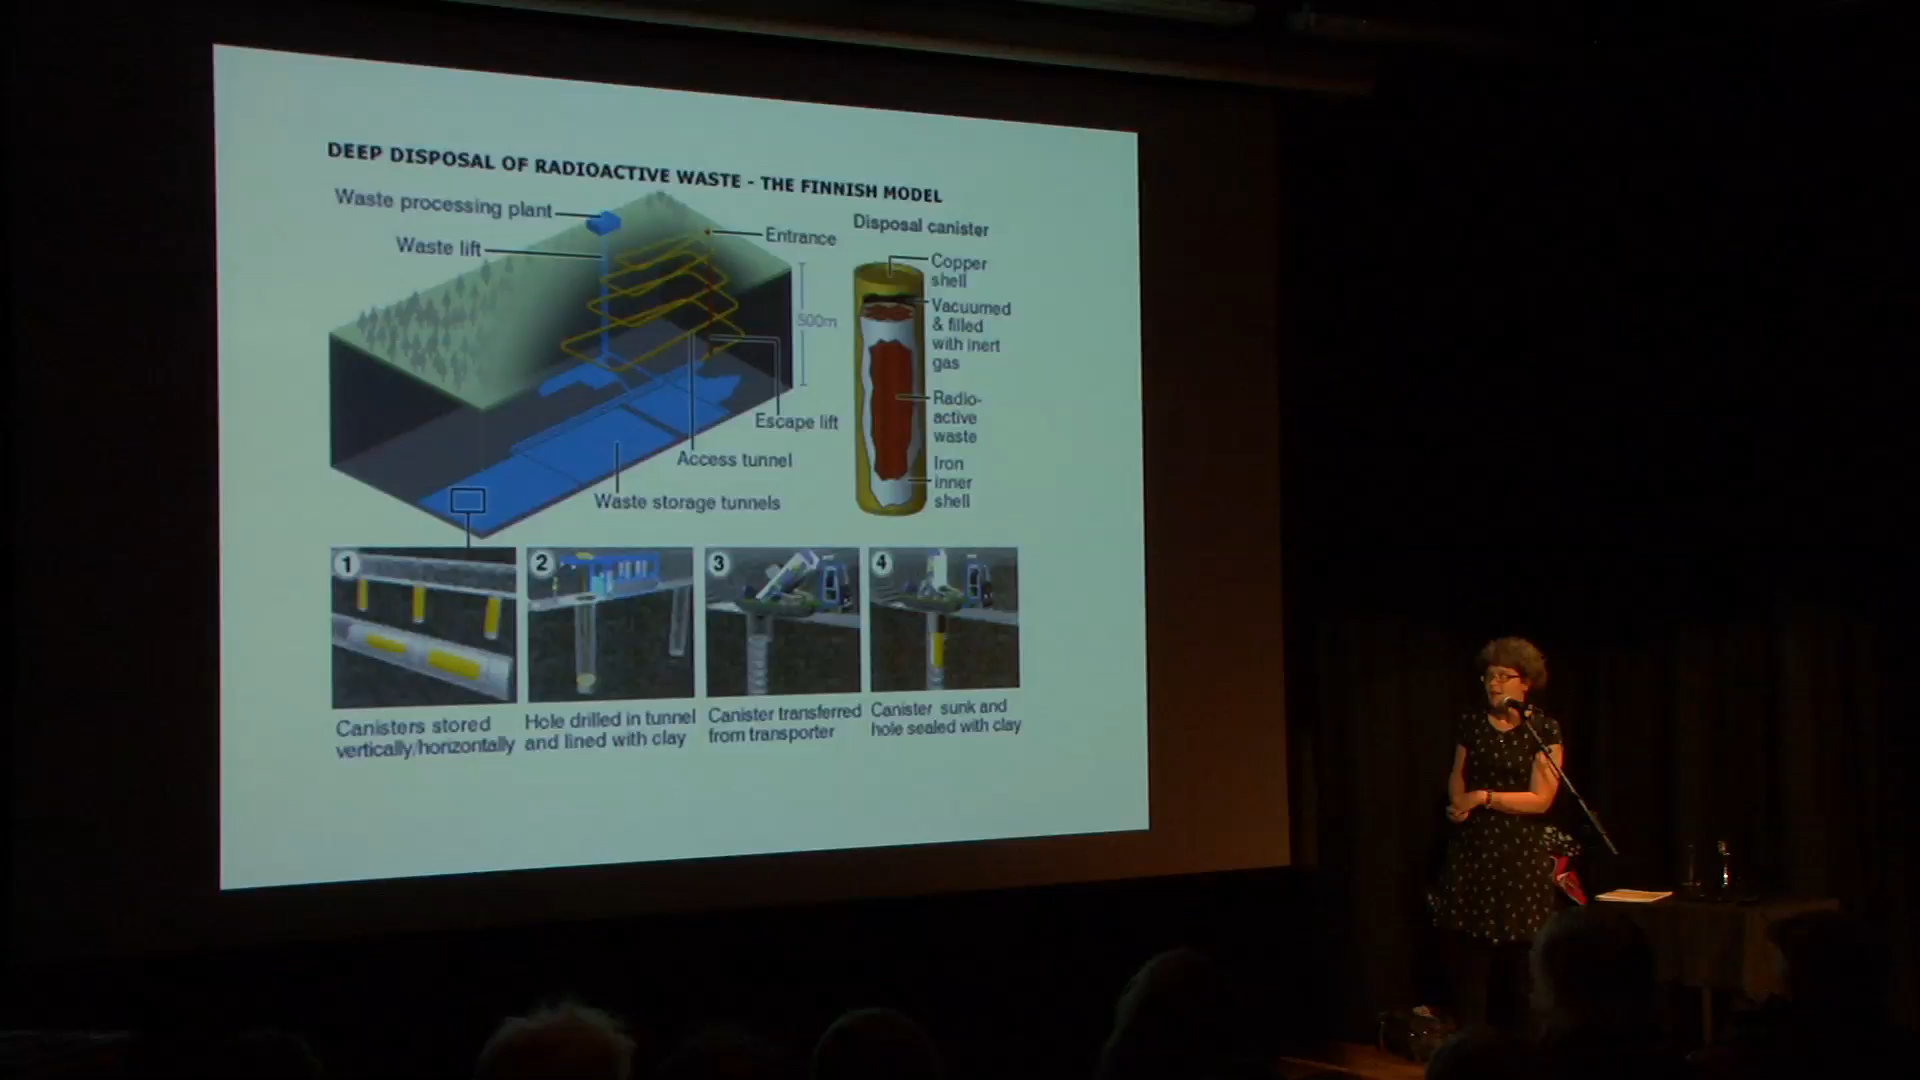 DEEP DISPOSAL OF RADIOACTIVE WASTE - THE FINNISH MODEL
Waste processing plant
Waste lift
Entrance
500m
Escape lift
Access tunnel
Waste storage tunnels
Disposal canister
Copper
shell
Vacuumed
& filled
with inert
gas
Radio-
active
waste
Iron
inner
shell
1
Canisters stored
vertically/horizontally
2
Hole drilled in tunnel
and lined with clay
3
Canister transferred
from transporter
4
Canister sunk and
hole sealed with clay